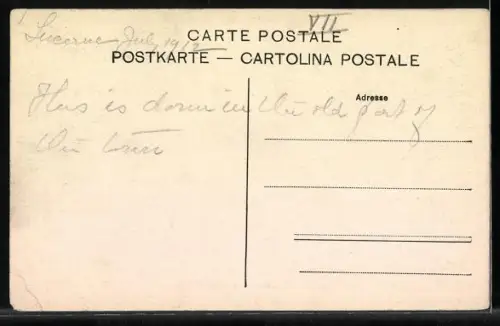 VII
Lucerne July 1912
CARTE POSTALE
POSTKARTE — CARTOLINA POSTALE
Adresse
This is down in the old part of
the town